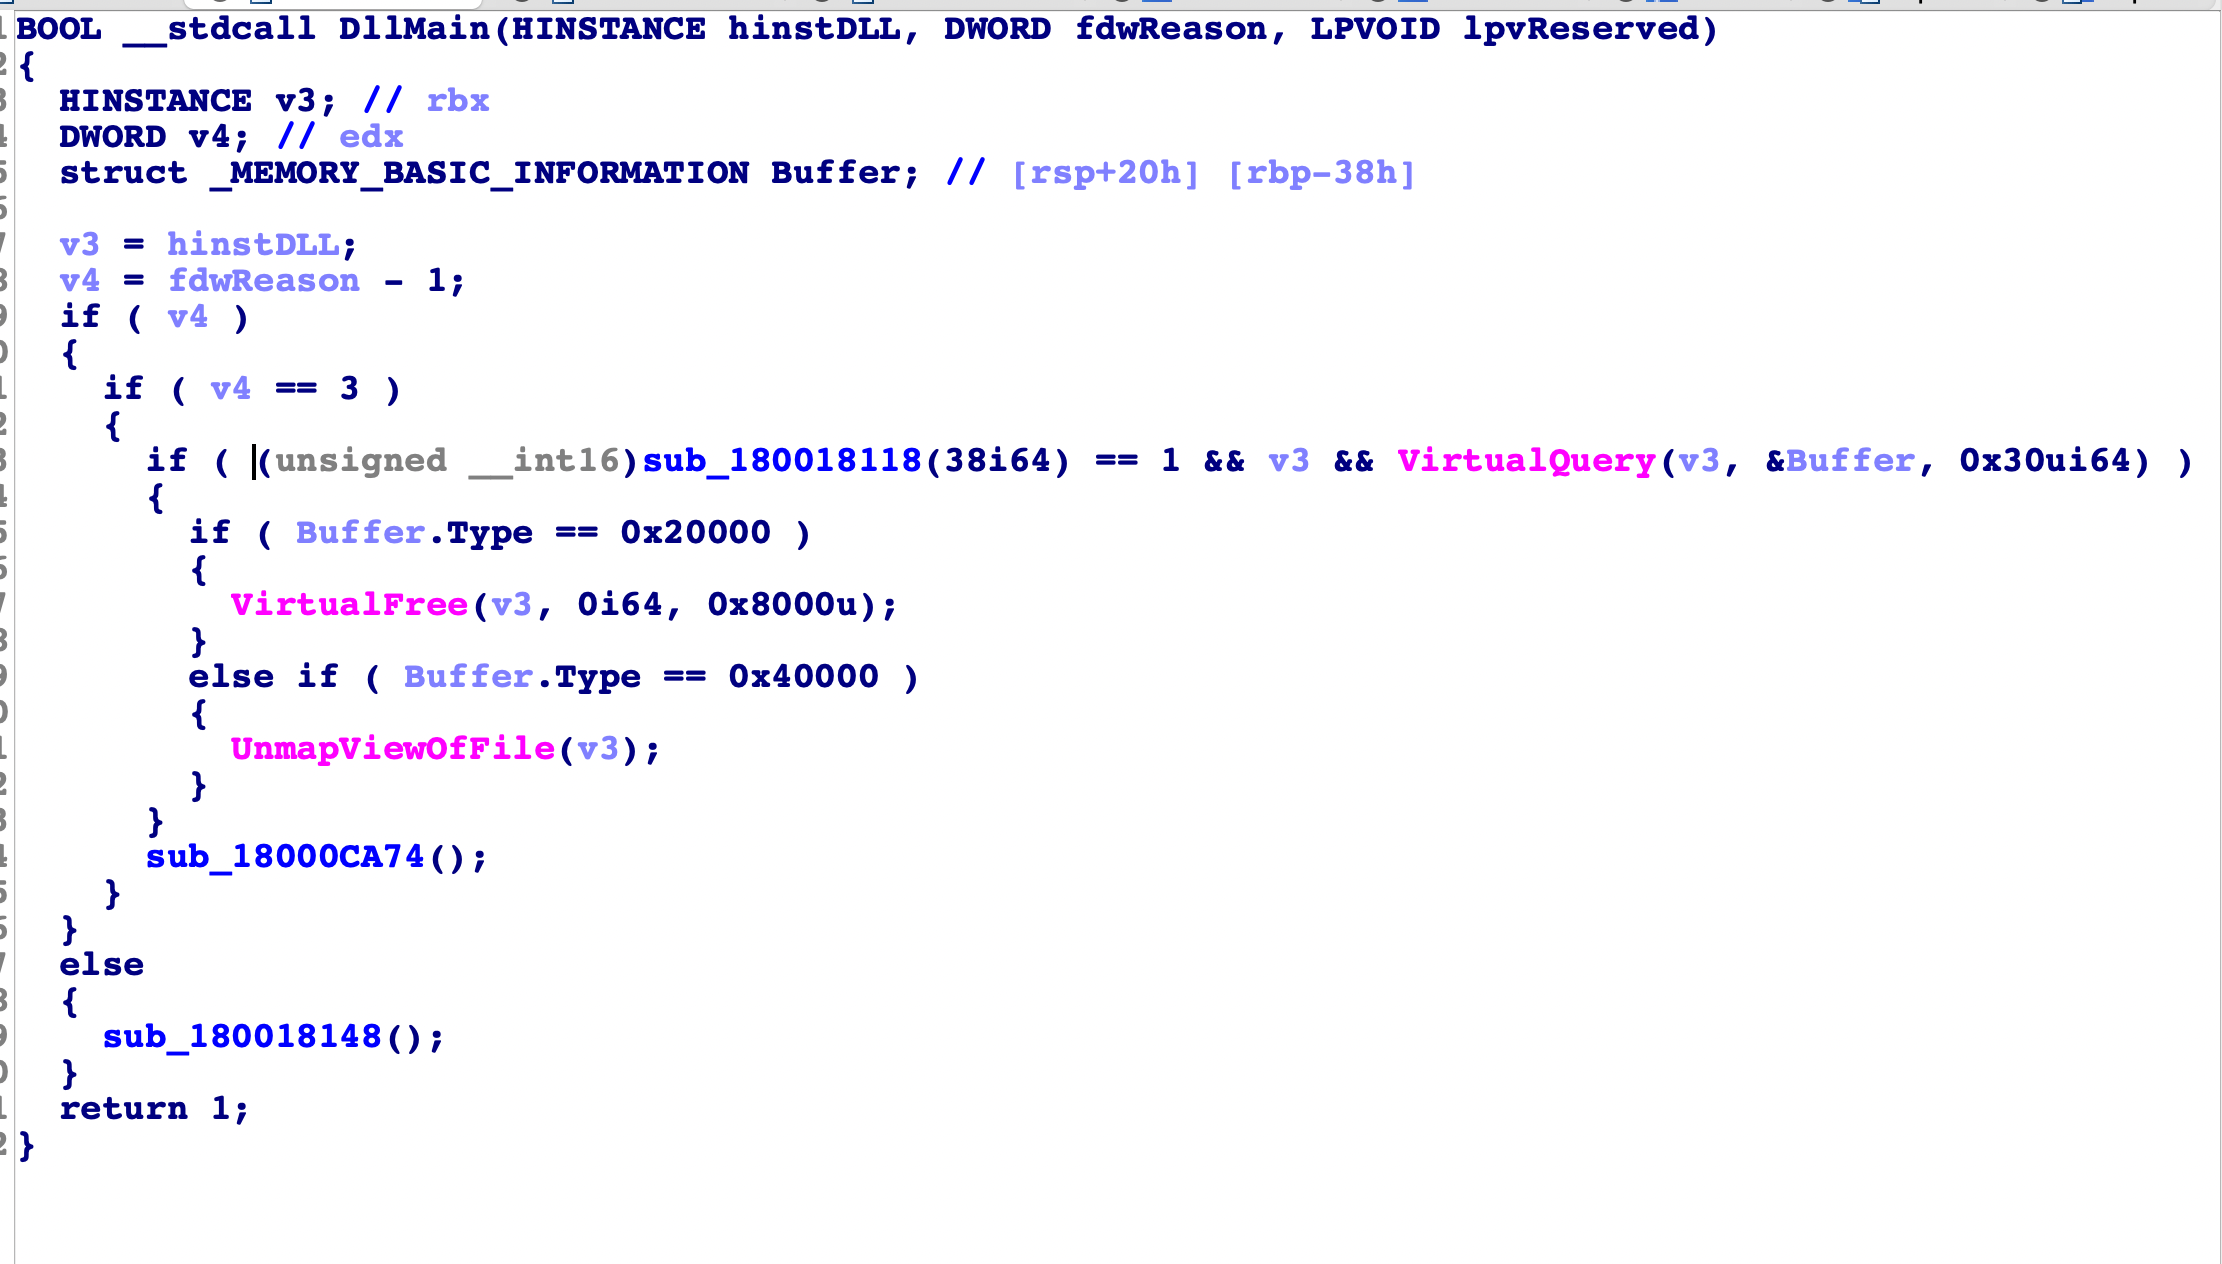 BOOL __stdcall DllMain(HINSTANCE hinstDLL, DWORD fdwReason, LPVOID lpvReserved)
{
  HINSTANCE v3; // rbx
  DWORD v4; // edx
  struct _MEMORY_BASIC_INFORMATION Buffer; // [rsp+20h] [rbp-38h]

  v3 = hinstDLL;
  v4 = fdwReason - 1;
  if ( v4 )
  {
    if ( v4 == 3 )
    {
      if ( (unsigned __int16)sub_180018118(38i64) == 1 && v3 && VirtualQuery(v3, &Buffer, 0x30ui64) )
      {
        if ( Buffer.Type == 0x20000 )
        {
          VirtualFree(v3, 0i64, 0x8000u);
        }
        else if ( Buffer.Type == 0x40000 )
        {
          UnmapViewOfFile(v3);
        }
      }
      sub_18000CA74();
    }
  }
  else
  {
    sub_180018148();
  }
  return 1;
}